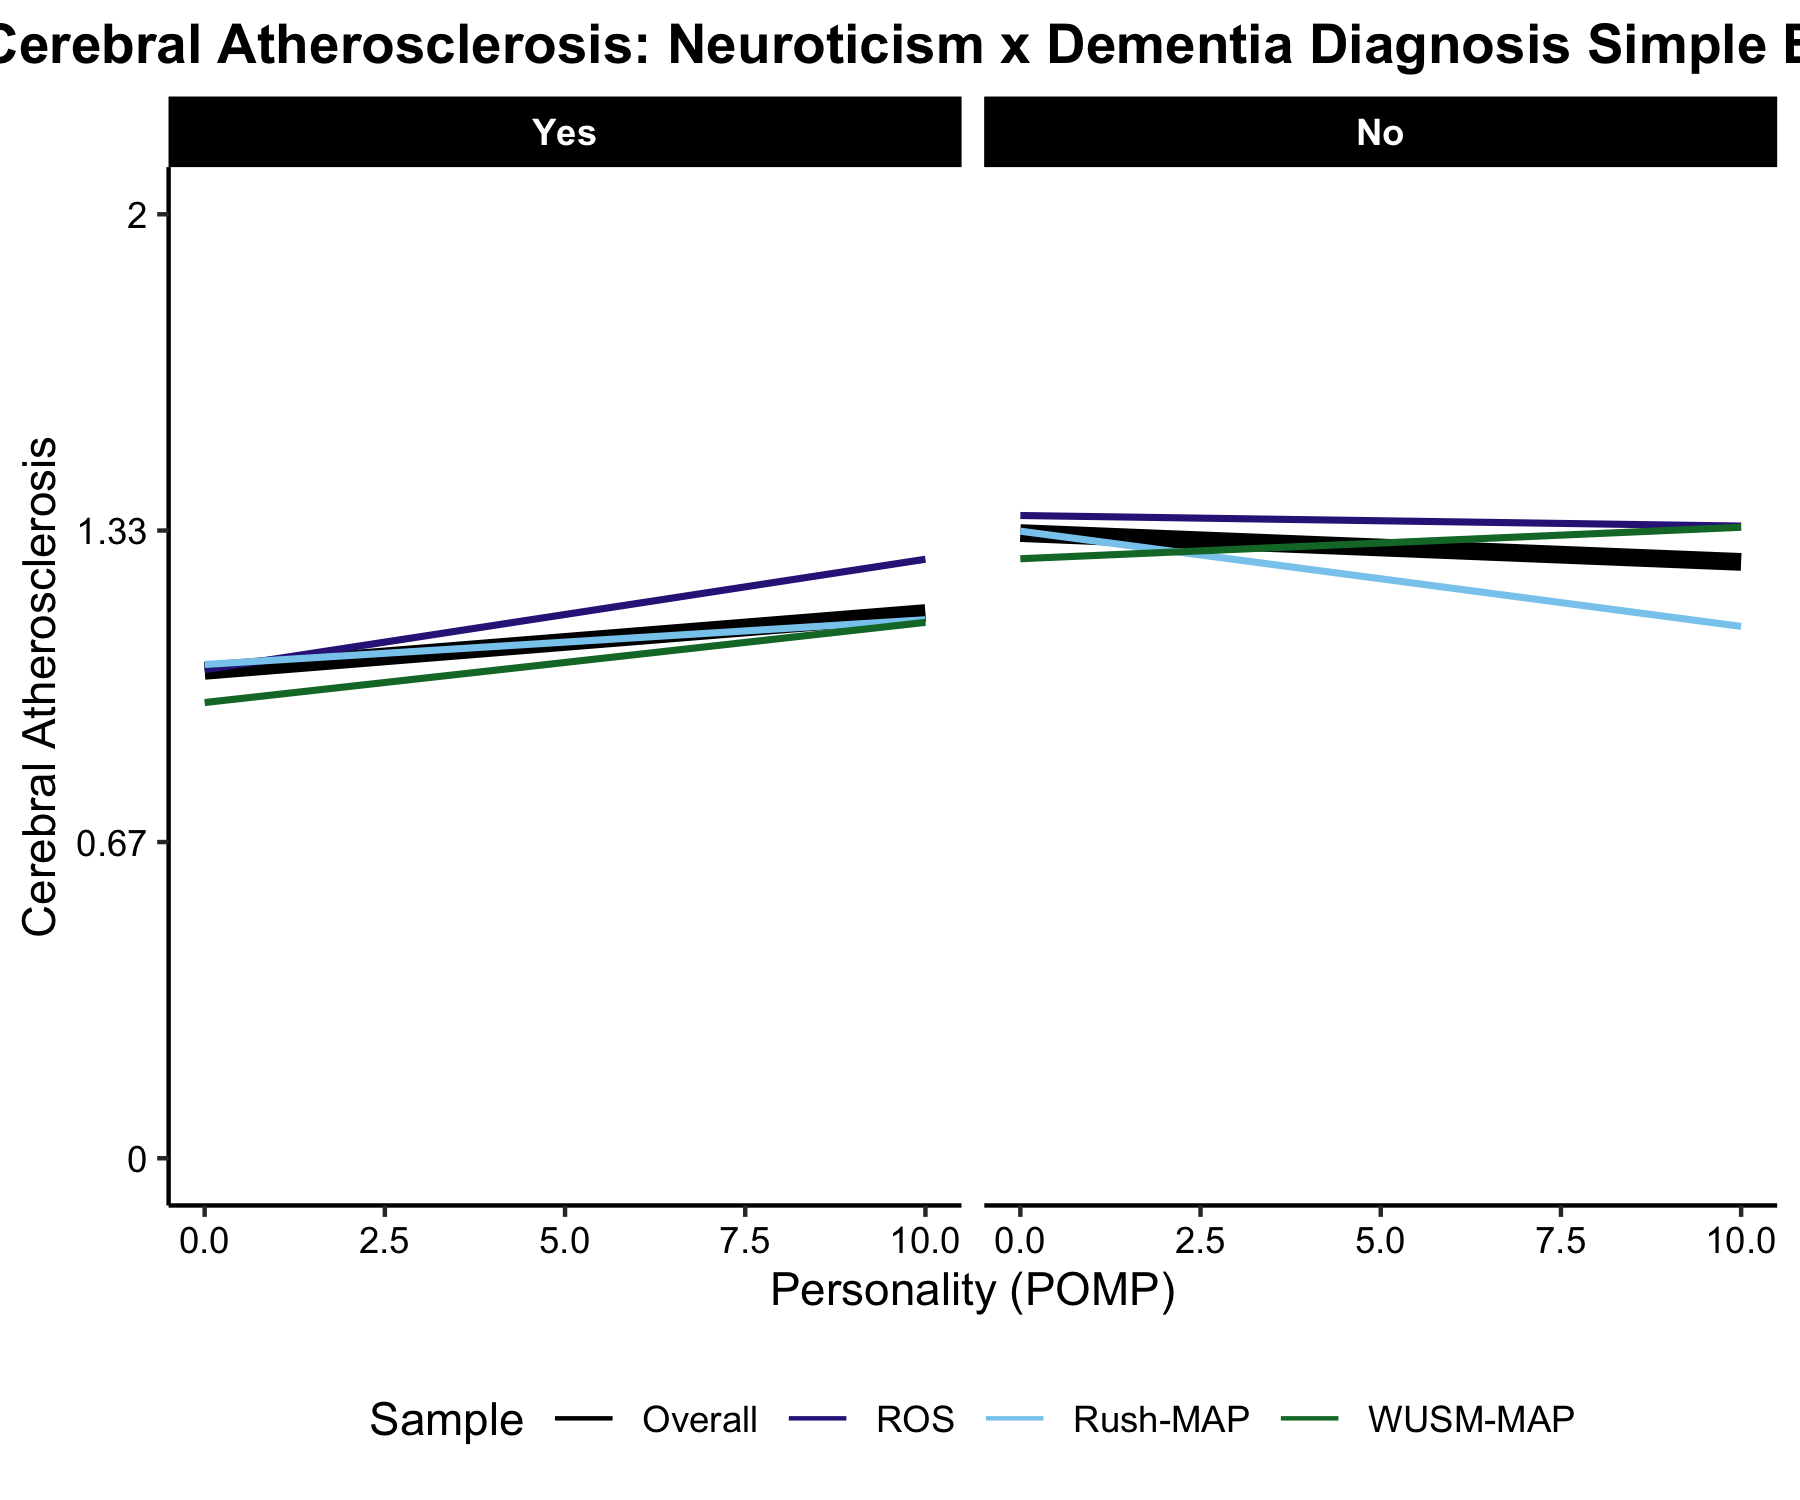 Cerebral Atherosclerosis: Neuroticism x Dementia Diagnosis Simple
Yes No
Cerebral Atherosclerosis
2
1.33
0.67
0
0.0 2.5 5.0 7.5 10.0 0.0 2.5 5.0 7.5 10.0
Personality (POMP)
Sample Overall ROS Rush-MAP WUSM-MAP